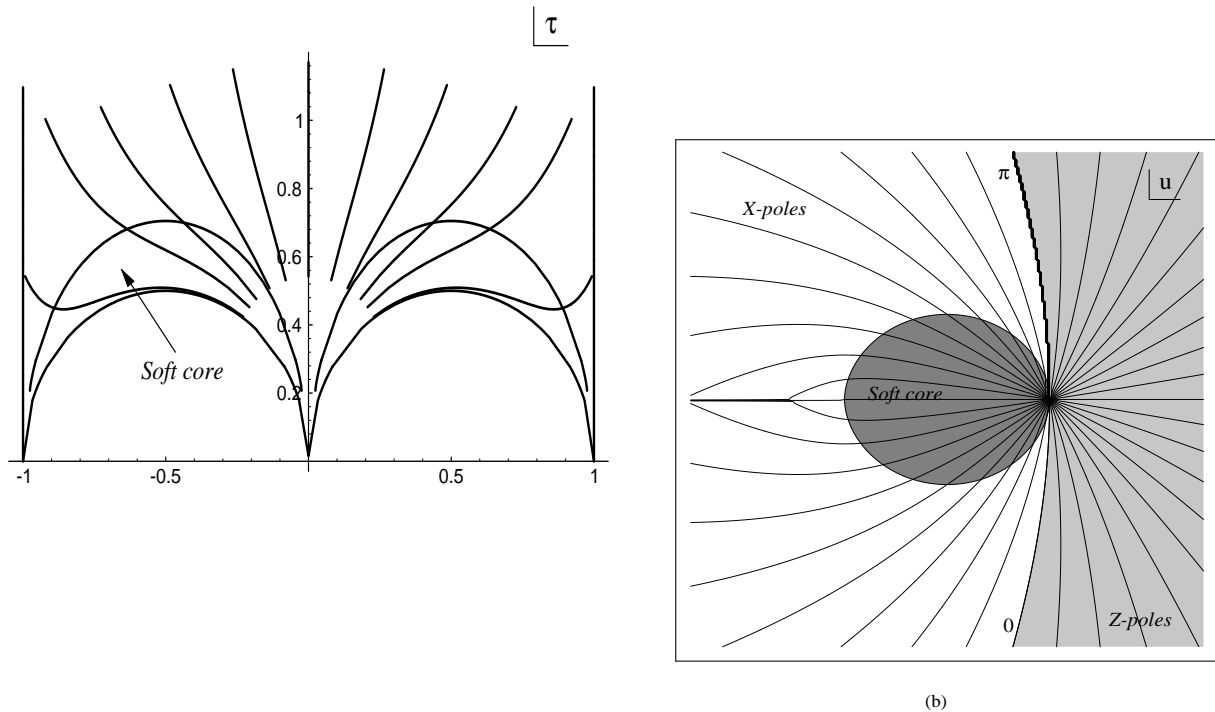 τ
1
0.8
0.6
0.4
0.2
Soft core
-1
-0.5
0.5
1
π
u
X-poles
Soft core
0
Z-poles
(b)